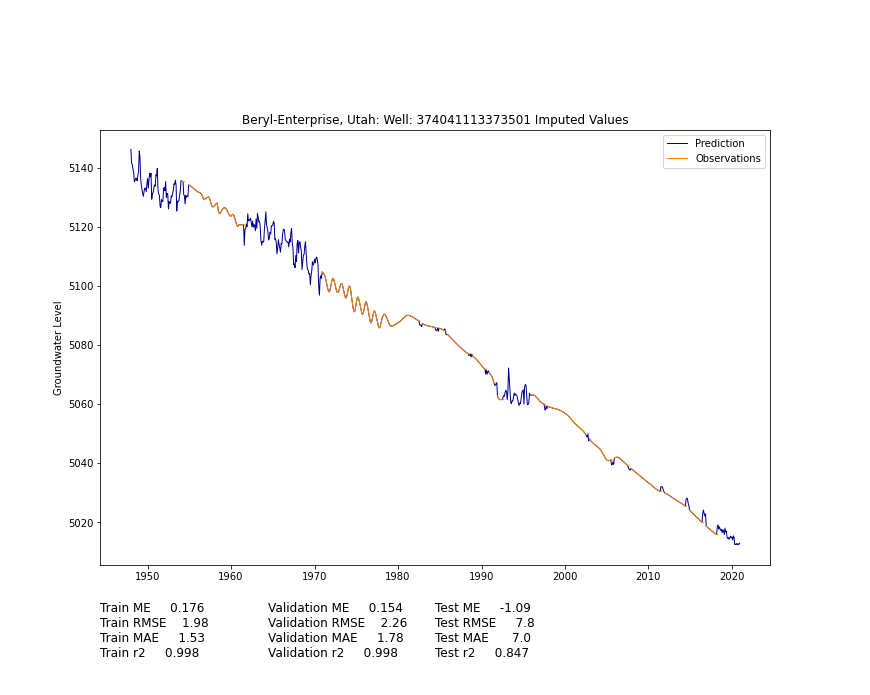 Beryl-Enterprise, Utah: Well: 374041113373501 Imputed Values
Prediction
Observations
Groundwater Level
5140
5120
5100
5080
5060
5040
5020
1950 1960 1970 1980 1990 2000 2010 2020
Train ME 0.176 Validation ME 0.154 Test ME -1.09
Train RMSE 1.98 Validation RMSE 2.26 Test RMSE 7.8
Train MAE 1.53 Validation MAE 1.78 Test MAE 7.0
Train r2 0.998 Validation r2 0.998 Test r2 0.847